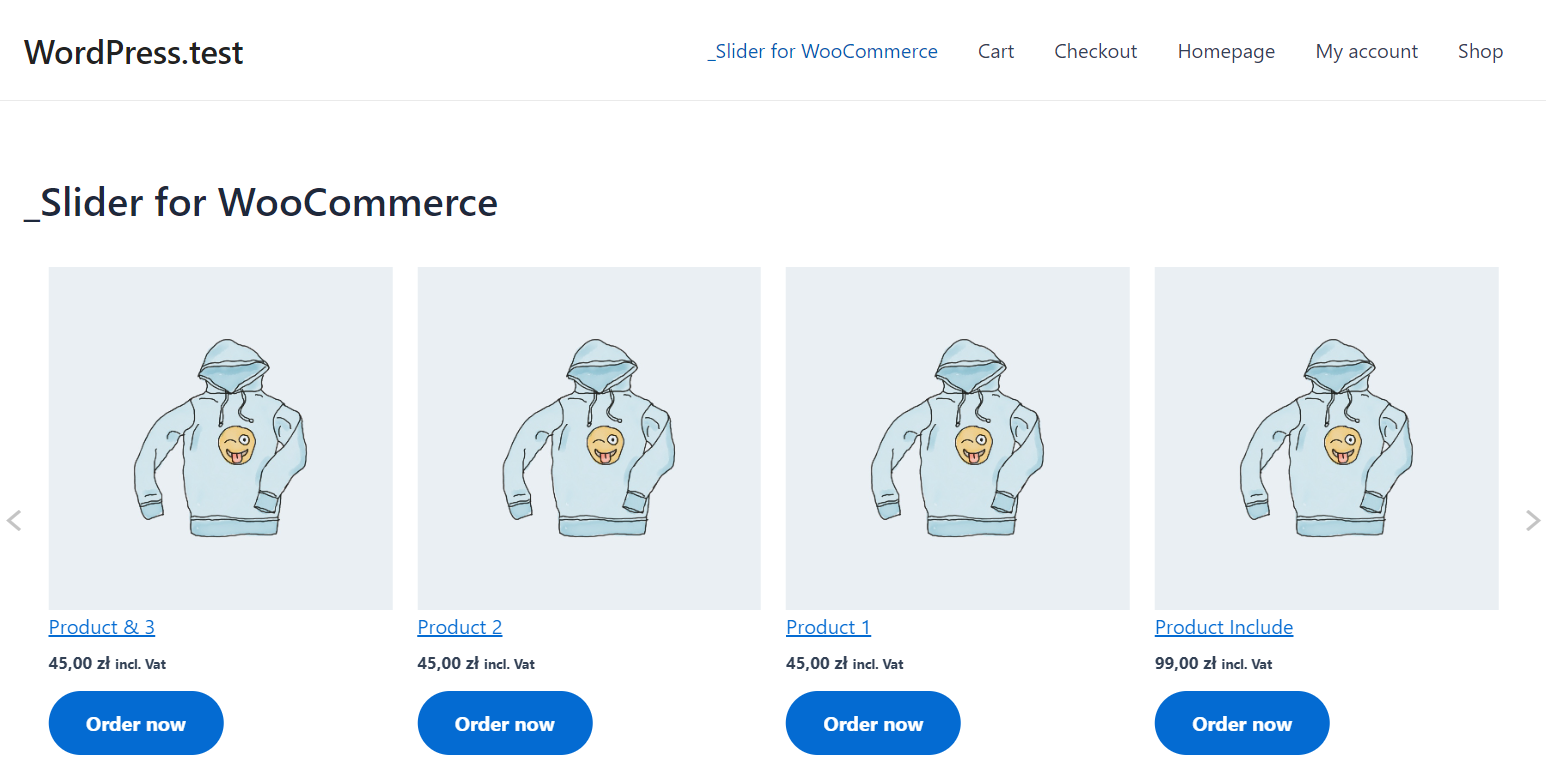 WordPress.test
_Slider for WooCommerce Cart Checkout Homepage My account Shop
_Slider for WooCommerce
Product & 3
45,00 zł incl. Vat
Order now
Product 2
45,00 zł incl. Vat
Order now
Product 1
45,00 zł incl. Vat
Order now
Product Include
99,00 zł incl. Vat
Order now